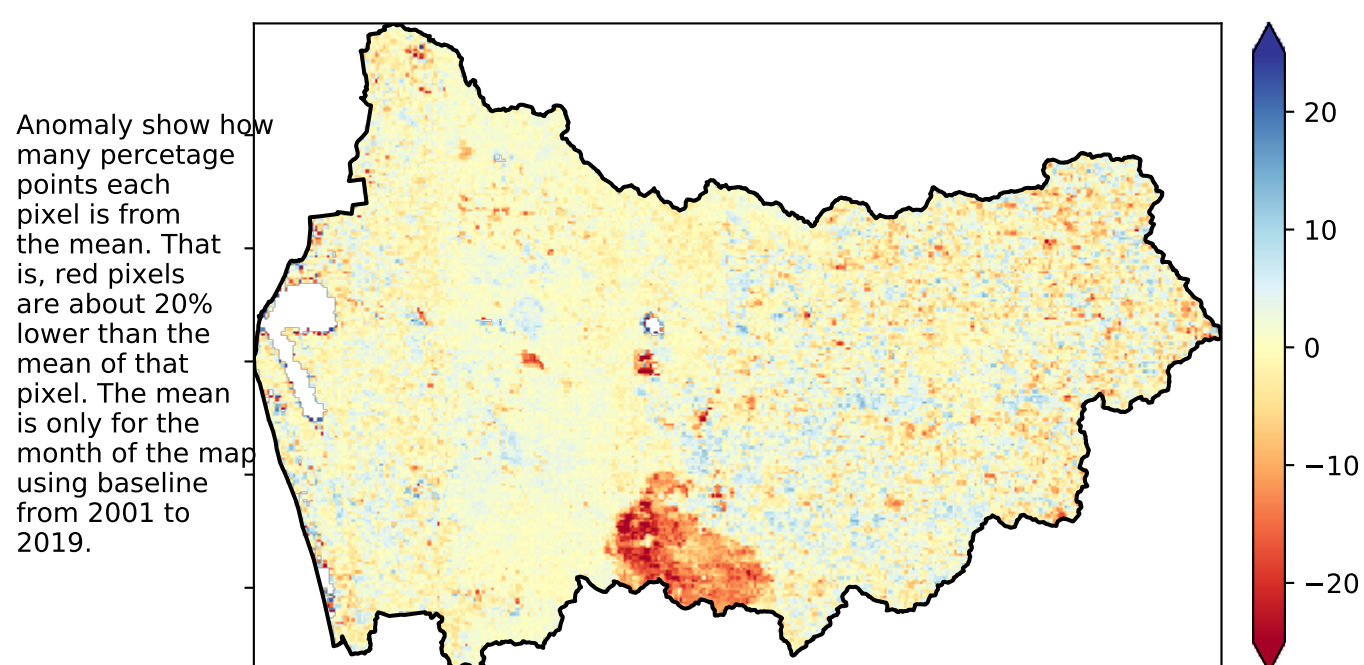 Anomaly show how
many percetage
points each
pixel is from
the mean. That
is, red pixels
are about 20%
lower than the
mean of that
pixel. The mean
is only for the
month of the map
using baseline
from 2001 to
2019.
20
10
0
−10
−20